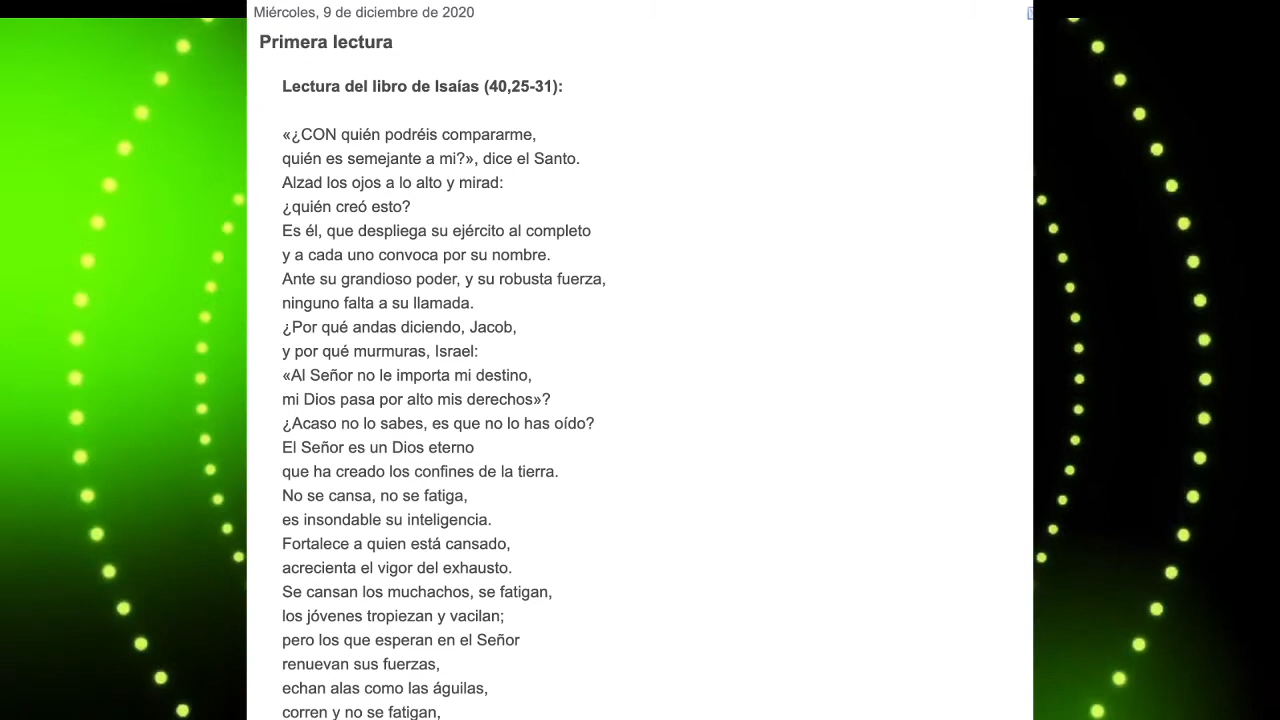 Miércoles, 9 de diciembre de 2020
Primera lectura
Lectura del libro de Isaías (40,25-31):
«¿CON quién podréis compararme,
quién es semejante a mi?», dice el Santo.
Alzad los ojos a lo alto y mirad:
¿quién creó esto?
Es él, que despliega su ejército al completo
y a cada uno convoca por su nombre.
Ante su grandioso poder, y su robusta fuerza,
ninguno falta a su llamada.
¿Por qué andas diciendo, Jacob,
y por qué murmuras, Israel:
«Al Señor no le importa mi destino,
mi Dios pasa por alto mis derechos»?
¿Acaso no lo sabes, es que no lo has oído?
El Señor es un Dios eterno
que ha creado los confines de la tierra.
No se cansa, no se fatiga,
es insondable su inteligencia.
Fortalece a quien está cansado,
acrecienta el vigor del exhausto.
Se cansan los muchachos, se fatigan,
los jóvenes tropiezan y vacilan;
pero los que esperan en el Señor
renuevan sus fuerzas,
echan alas como las águilas,
corren y no se fatigan,